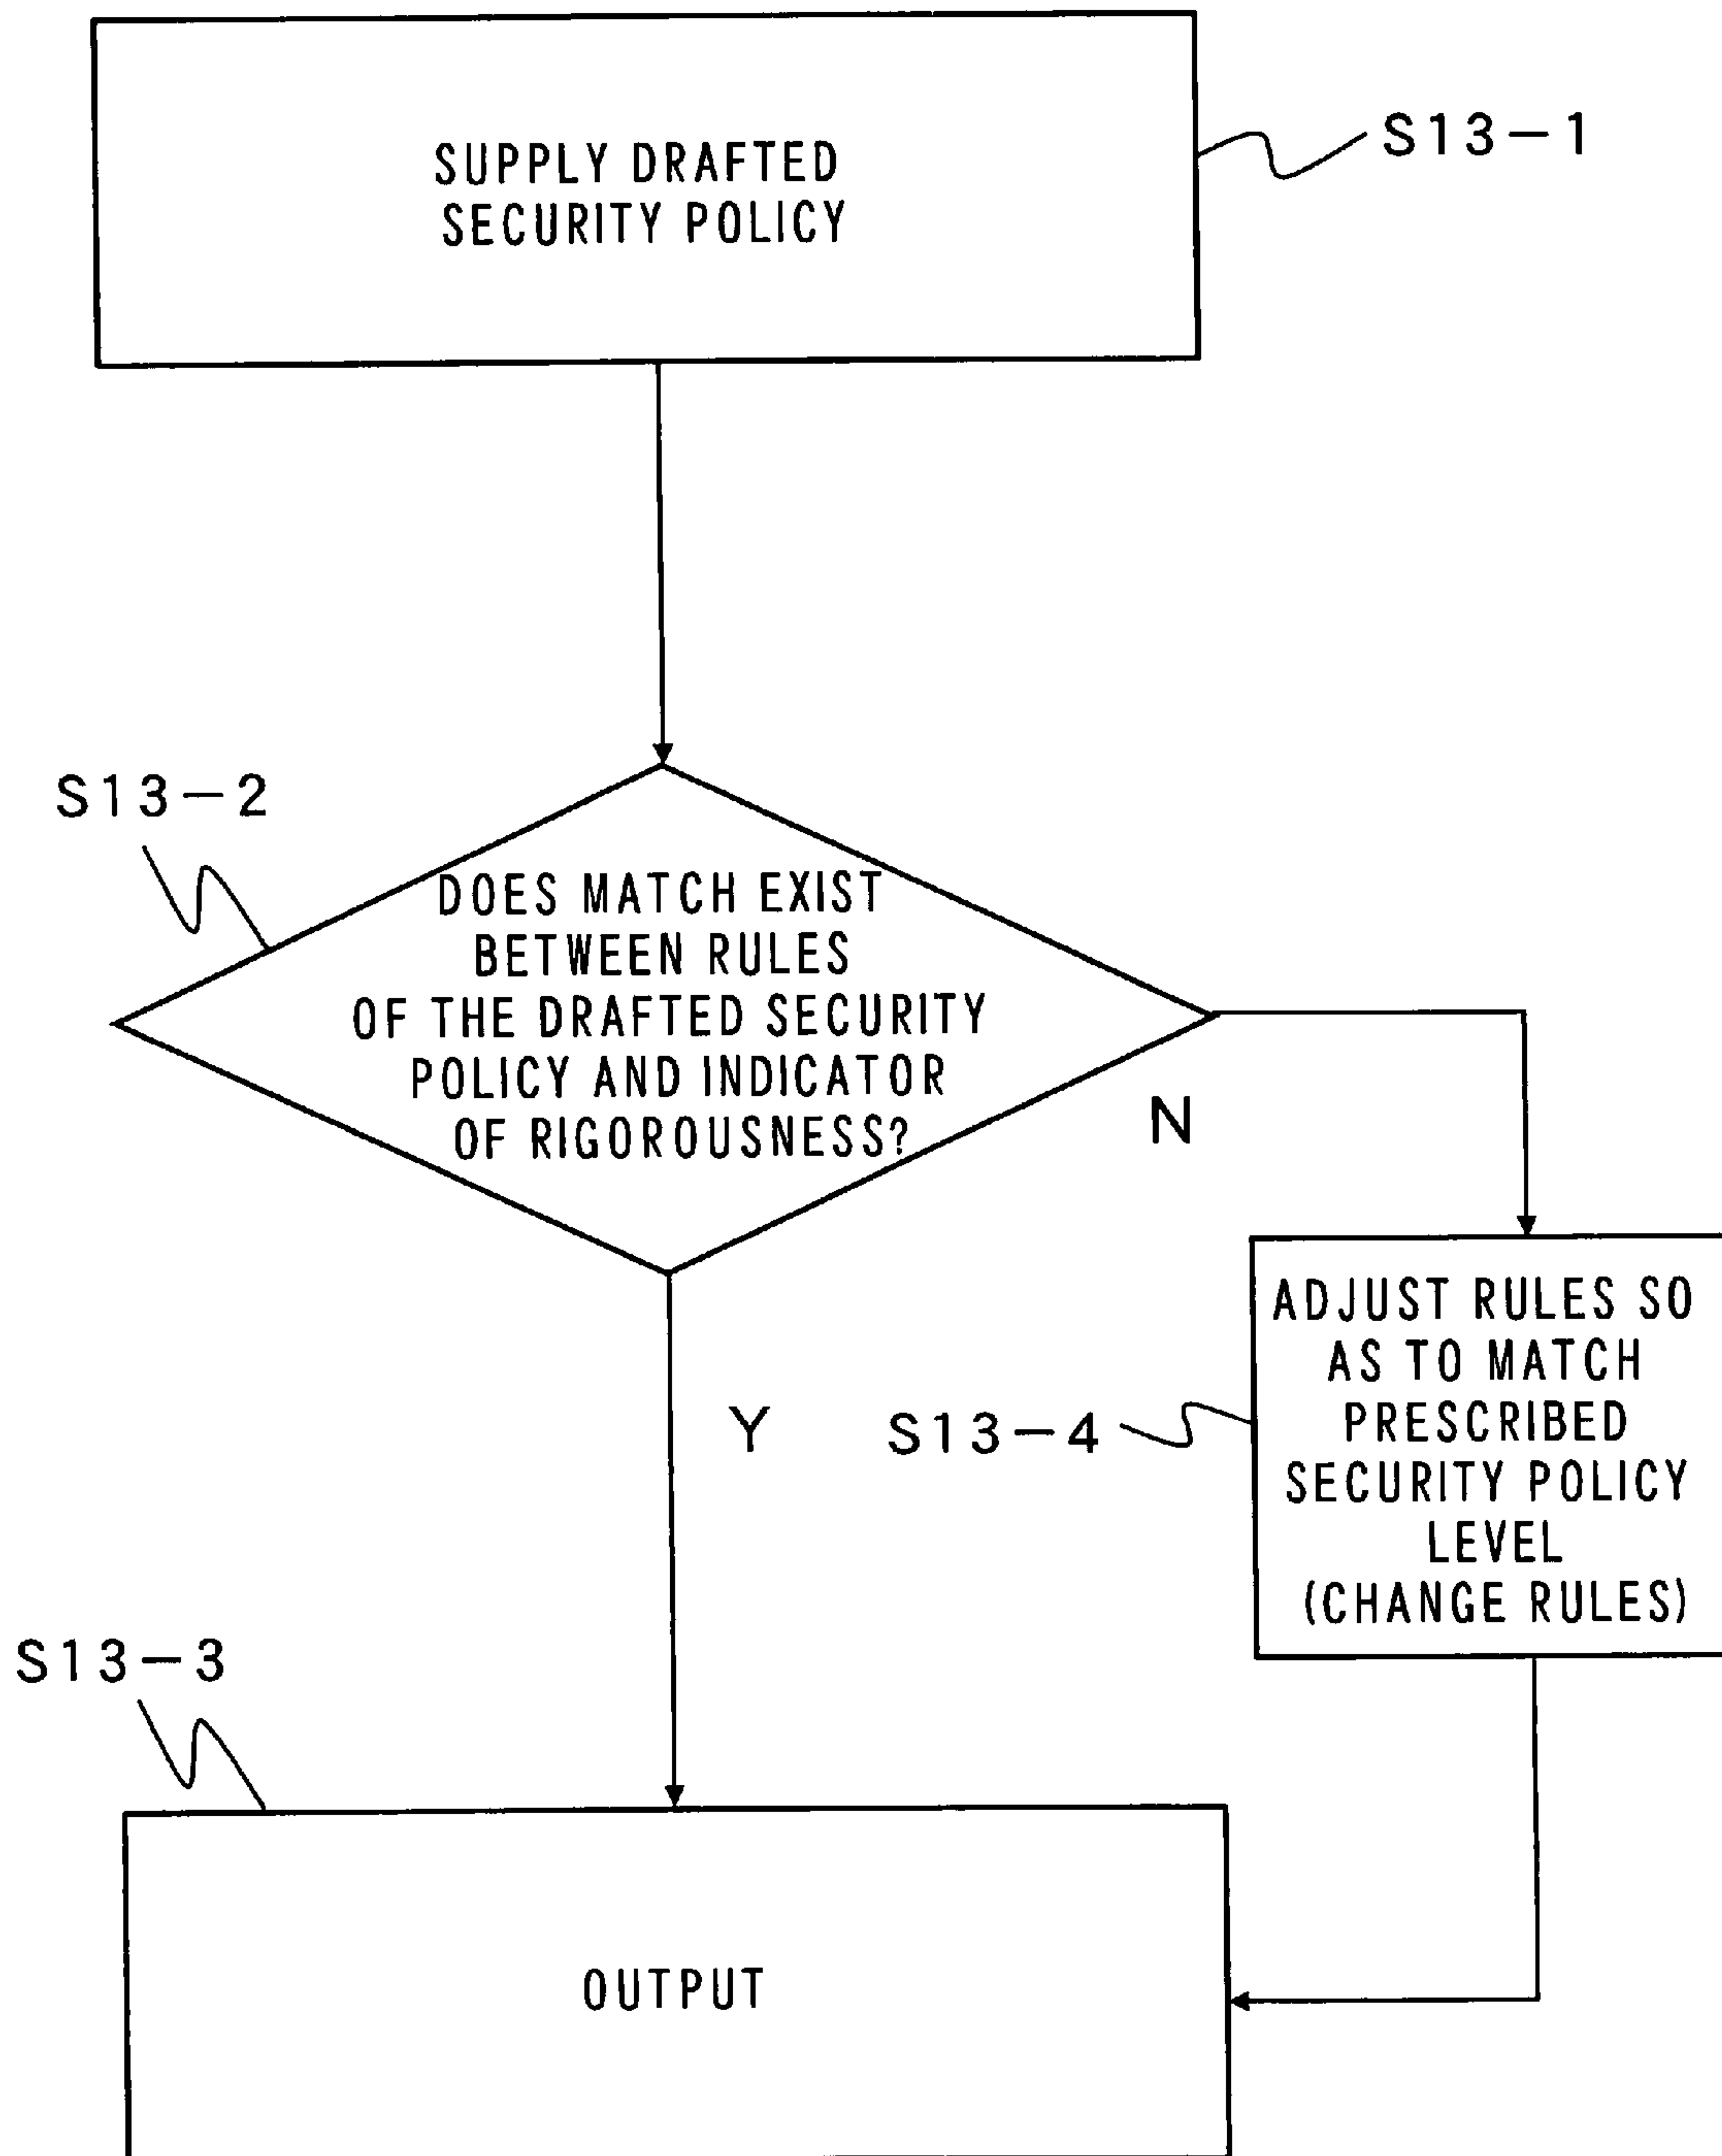 SUPPLY DRAFTED
SECURITY POLICY
S13-1
S13-2
DOES MATCH EXIST
BETWEEN RULES
OF THE DRAFTED SECURITY
POLICY AND INDICATOR
OF RIGOROUSNESS?
N
Y
ADJUST RULES SO
AS TO MATCH
PRESCRIBED
SECURITY POLICY
LEVEL
(CHANGE RULES)
S13-4
S13-3
OUTPUT